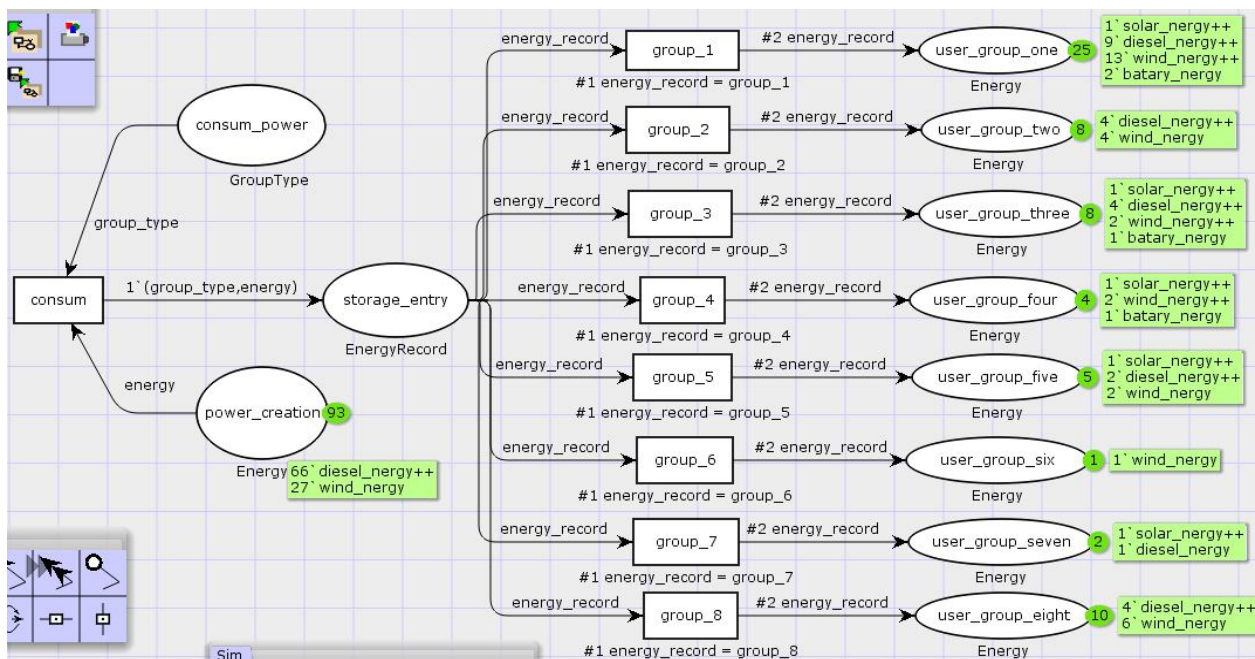 energy_record
group_1
#2 energy_record
user_group_one
25
1`solar_nergy++
9`diesel_nergy++
13`wind_nergy++
2`batary_nergy
#1 energy_record = group_1
Energy
consum_power
GroupType
energy_record
group_2
#2 energy_record
user_group_two
8
4`diesel_nergy++
4`wind_nergy
#1 energy_record = group_2
Energy
group_type
energy_record
group_3
#2 energy_record
user_group_three
8
1`solar_nergy++
4`diesel_nergy++
2`wind_nergy++
1`batary_nergy
#1 energy_record = group_3
Energy
consum
1`(group_type,energy)
storage_entry
EnergyRecord
energy_record
group_4
#2 energy_record
user_group_four
4
1`solar_nergy++
2`wind_nergy++
1`batary_nergy
#1 energy_record = group_4
Energy
energy
power_creation
93
Energy
66`diesel_nergy++
27`wind_nergy
energy_record
group_5
#2 energy_record
user_group_five
5
1`solar_nergy++
2`diesel_nergy++
2`wind_nergy
#1 energy_record = group_5
Energy
energy_record
group_6
#2 energy_record
user_group_six
1
1`wind_nergy
#1 energy_record = group_6
Energy
energy_record
group_7
#2 energy_record
user_group_seven
2
1`solar_nergy++
1`diesel_nergy
#1 energy_record = group_7
Energy
energy_record
group_8
#2 energy_record
user_group_eight
10
4`diesel_nergy++
6`wind_nergy
#1 energy_record = group_8
Energy
Sim